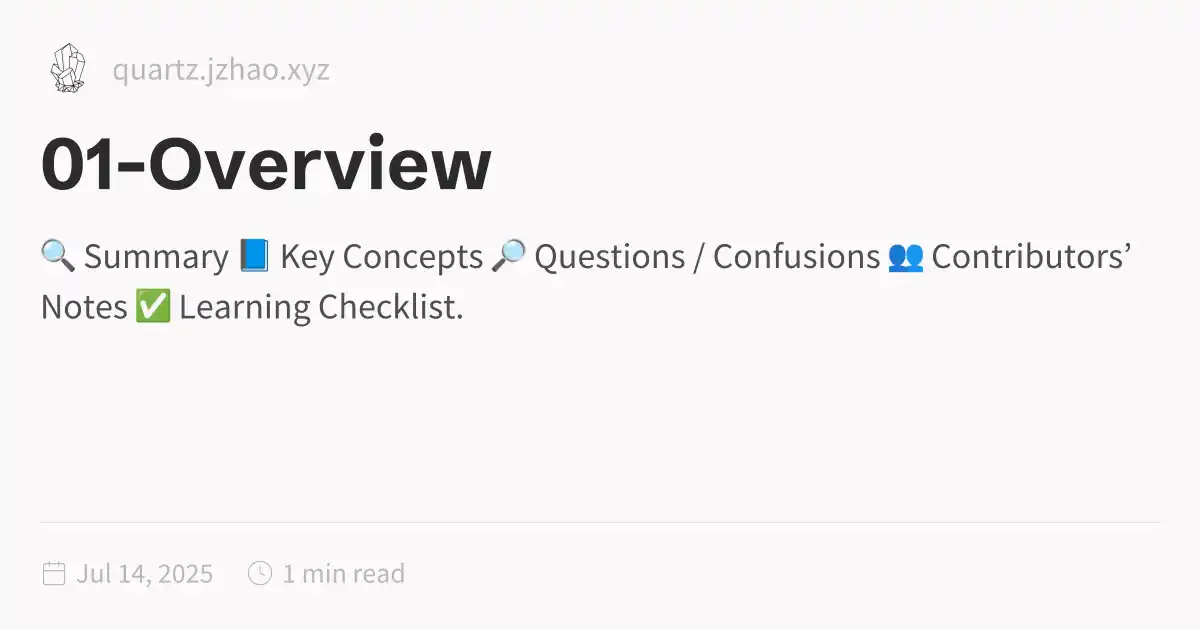 quartz.jzhao.xyz
01-Overview
🔍 Summary 📘 Key Concepts 🔎 Questions / Confusions 👥 Contributors’
Notes ✅ Learning Checklist.
Jul 14, 2025 1 min read